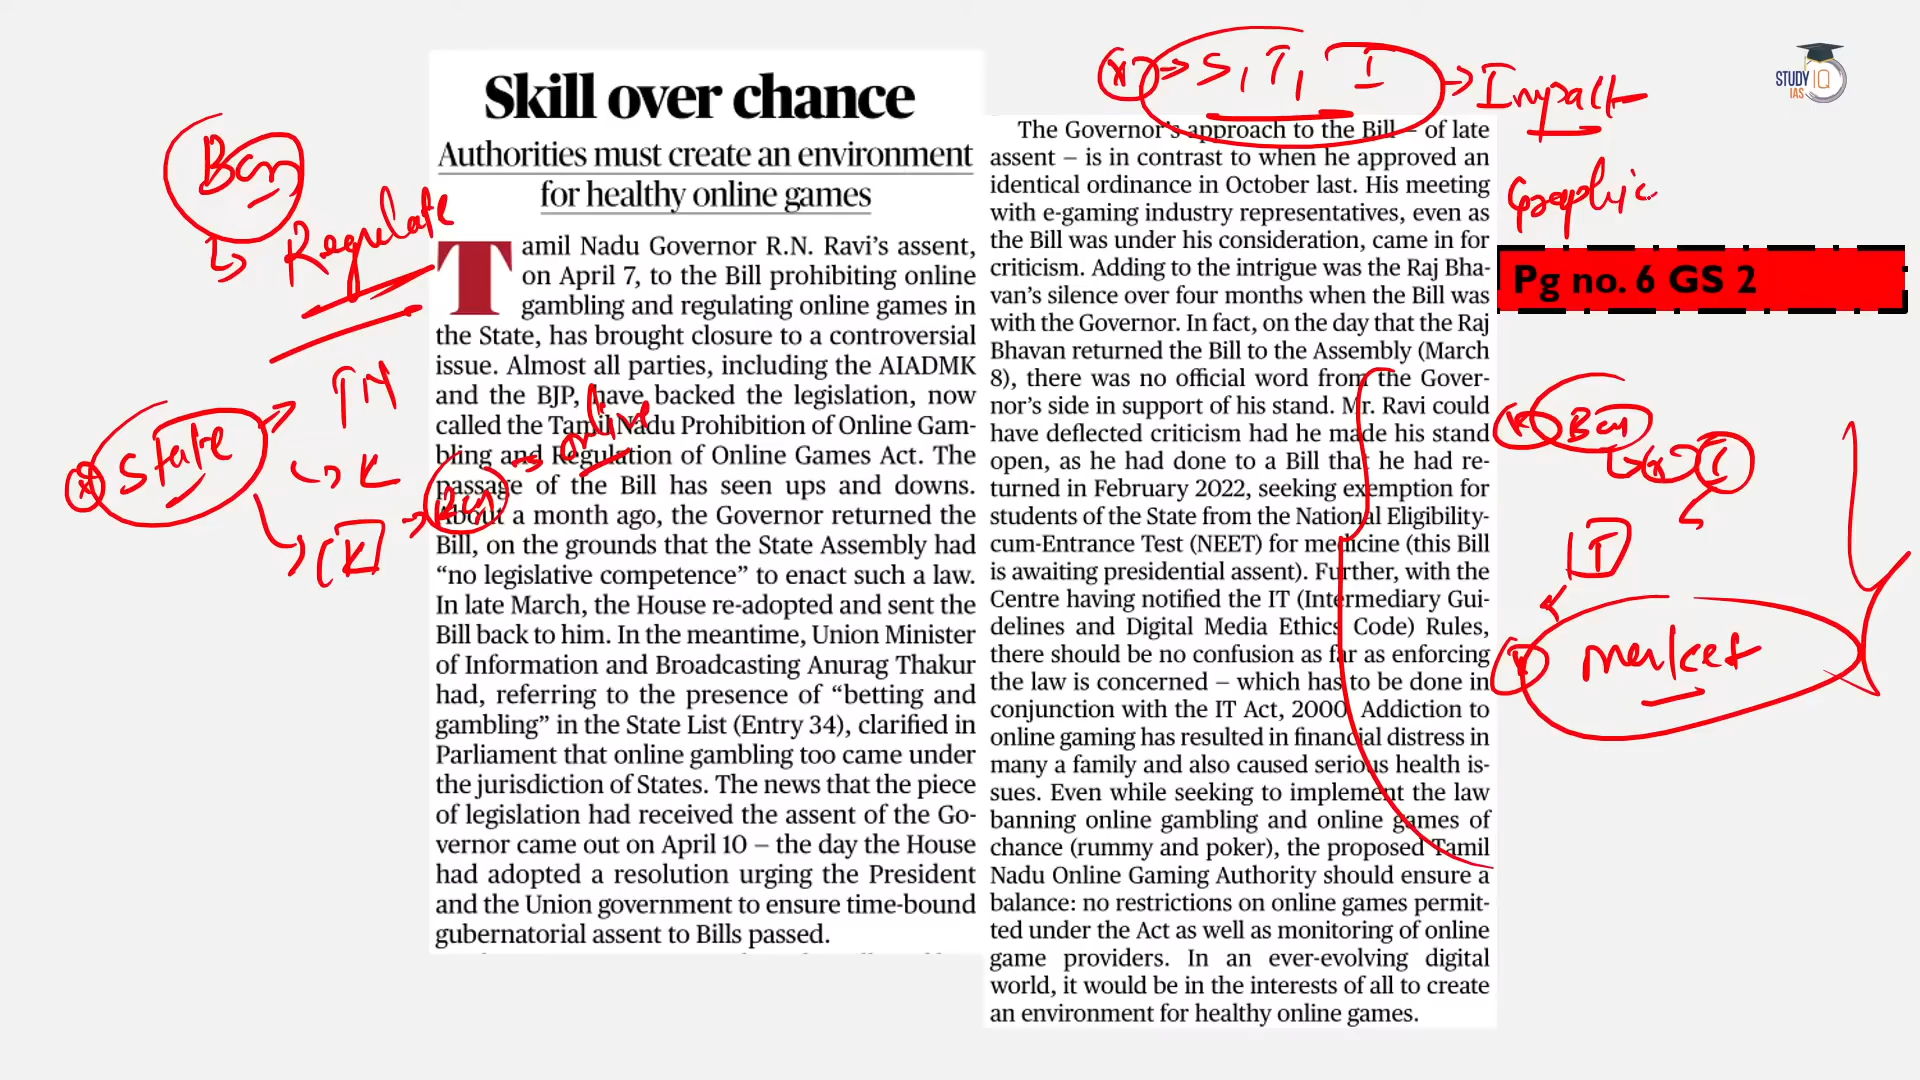 Skill over chance
Authorities must create an environment
for healthy online games
Tamil Nadu Governor R.N. Ravi's assent,
on April 7, to the Bill prohibiting online
gambling and regulating online games in
the State, has brought closure to a controversial
issue. Almost all parties, including the AIADMK
and the BJP, have backed the legislation, now
called the Tamil Nadu Prohibition of Online Gam-
bling and Regulation of Online Games Act. The
passage of the Bill has seen ups and downs.
About a month ago, the Governor returned the
Bill, on the grounds that the State Assembly had
“no legislative competence” to enact such a law.
In late March, the House re-adopted and sent the
Bill back to him. In the meantime, Union Minister
of Information and Broadcasting Anurag Thakur
had, referring to the presence of “betting and
gambling” in the State List (Entry 34), clarified in
Parliament that online gambling too came under
the jurisdiction of States. The news that the piece
of legislation had received the assent of the Go-
vernor came out on April 10 – the day the House
had adopted a resolution urging the President
and the Union government to ensure time-bound
gubernatorial assent to Bills passed.
The Governor's approach to the Bill – of late
assent – is in contrast to when he approved an
identical ordinance in October last. His meeting
with e-gaming industry representatives, even as
the Bill was under his consideration, came in for
criticism. Adding to the intrigue was the Raj Bha-
van's silence over four months when the Bill was
with the Governor. In fact, on the day that the Raj
Bhavan returned the Bill to the Assembly (March
8), there was no official word from the Gover-
nor's side in support of his stand. Mr. Ravi could
have deflected criticism had he made his stand
open, as he had done to a Bill that he had re-
turned in February 2022, seeking exemption for
students of the State from the National Eligibility-
cum-Entrance Test (NEET) for medicine (this Bill
is awaiting presidential assent). Further, with the
Centre having notified the IT (Intermediary Gui-
delines and Digital Media Ethics Code) Rules,
there should be no confusion as far as enforcing
the law is concerned – which has to be done in
conjunction with the IT Act, 2000. Addiction to
online gaming has resulted in financial distress in
many a family and also caused serious health is-
sues. Even while seeking to implement the law
banning online gambling and online games of
chance (rummy and poker), the proposed Tamil
Nadu Online Gaming Authority should ensure a
balance: no restrictions on online games permit-
ted under the Act as well as monitoring of online
game providers. In an ever-evolving digital
world, it would be in the interests of all to create
an environment for healthy online games.
Ban
Regulate
State
TN
K
K
Ban
online
S, T, I
Graphic
STUDY IQ
IAS
Pg no. 6 GS 2
Ban
I
T
market